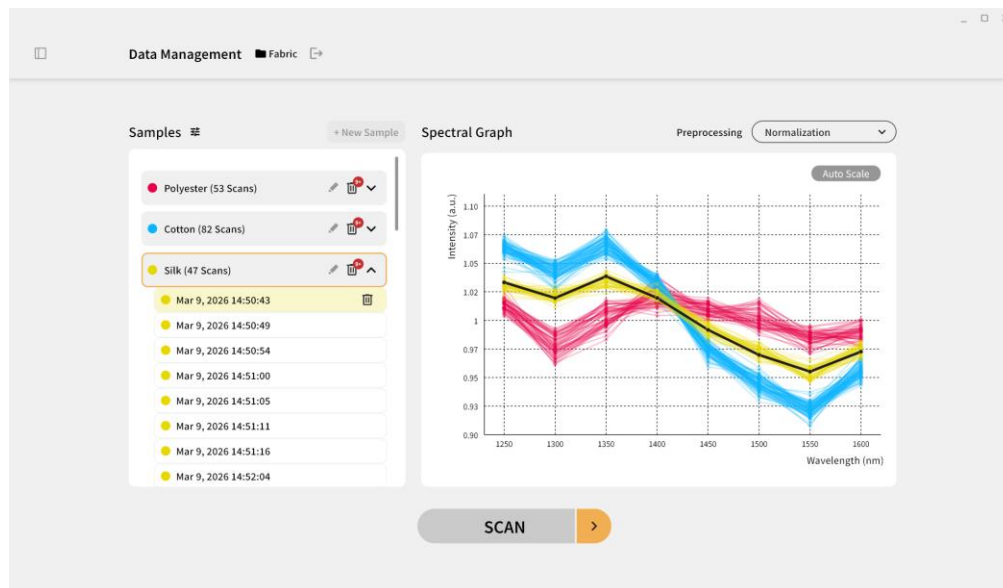 Data Management Fabric
Samples
+ New Sample
Polyester (53 Scans)
9+
Cotton (82 Scans)
9+
Silk (47 Scans)
9+
Mar 9, 2026 14:50:43
Mar 9, 2026 14:50:49
Mar 9, 2026 14:50:54
Mar 9, 2026 14:51:00
Mar 9, 2026 14:51:05
Mar 9, 2026 14:51:11
Mar 9, 2026 14:51:16
Mar 9, 2026 14:52:04
Spectral Graph
Preprocessing Normalization
Auto Scale
Intensity (a.u.)
1.10
1.07
1.05
1.02
1
0.97
0.95
0.93
0.90
1250 1300 1350 1400 1450 1500 1550 1600
Wavelength (nm)
SCAN